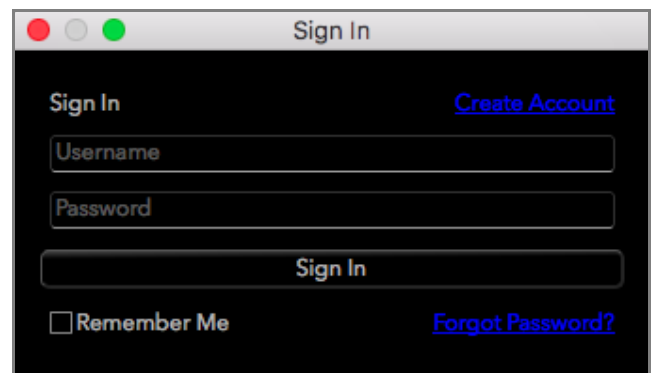 Sign In
Sign In Create Account
Username
Password
Sign In
Remember Me Forgot Password?